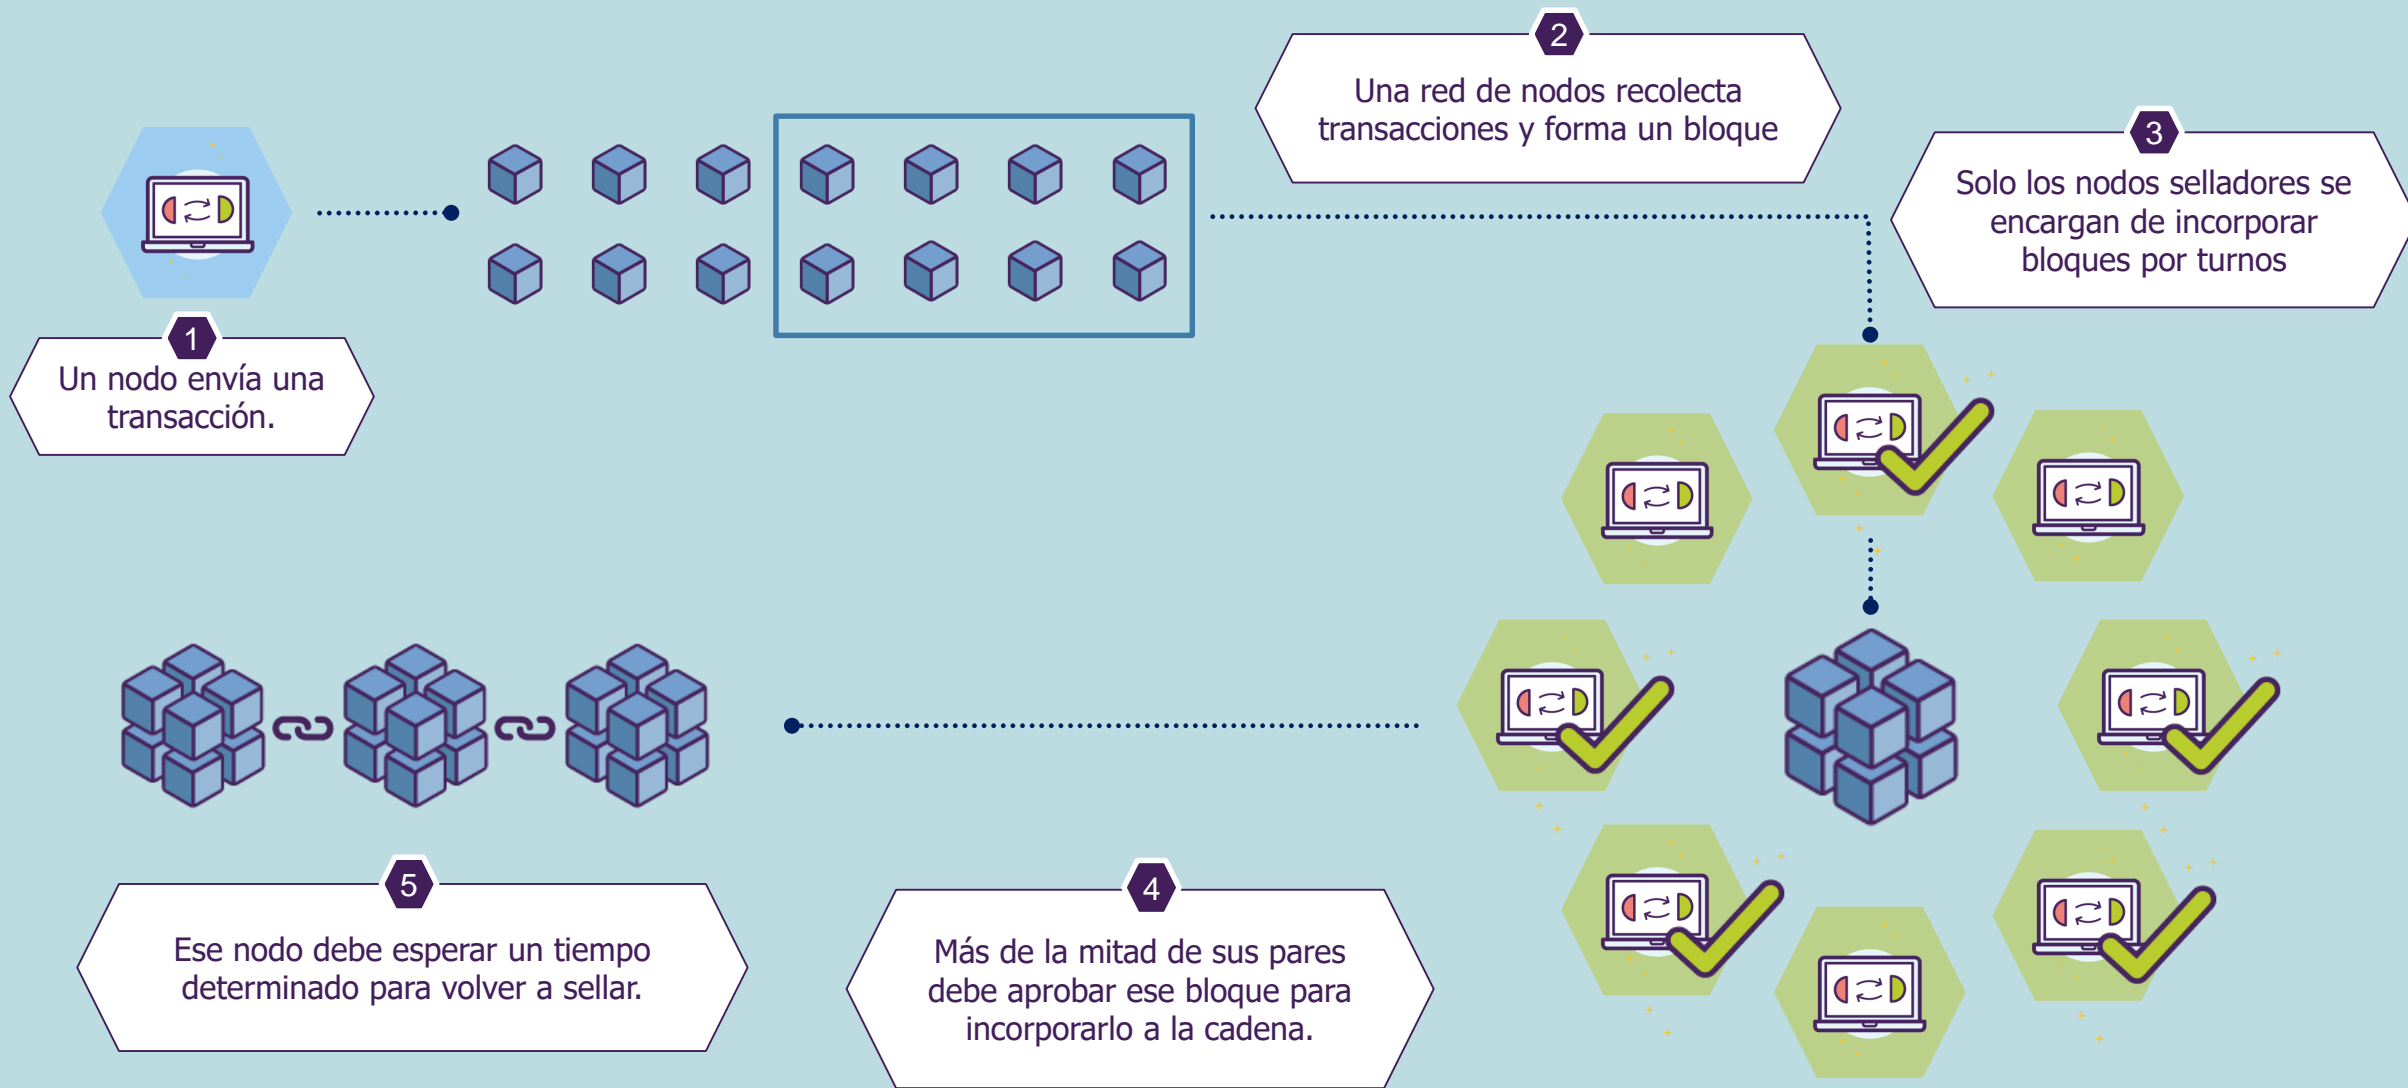 1
Un nodo envía una
transacción.
2
Una red de nodos recolecta
transacciones y forma un bloque
3
Solo los nodos selladores se
encargan de incorporar
bloques por turnos
4
Más de la mitad de sus pares
debe aprobar ese bloque para
incorporarlo a la cadena.
5
Ese nodo debe esperar un tiempo
determinado para volver a sellar.